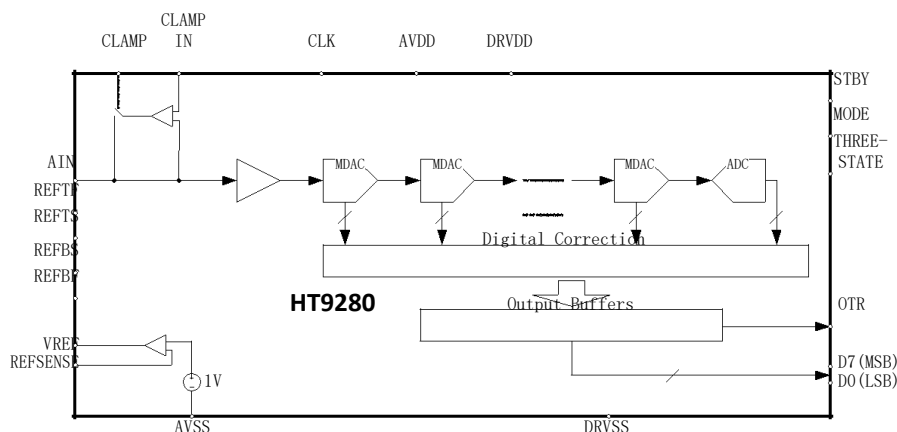 CLAMP
CLAMP
IN
CLK
AVDD
DRVDD
STBY
MODE
THREE-
STATE
AIN
REFTF
REFTS
REFBS
REFBF
MDAC
MDAC
MDAC
ADC
Digital Correction
HT9280
Output Buffers
OTR
VREF
REFSENSE
1V
D7(MSB)
D0(LSB)
AVSS
DRVSS